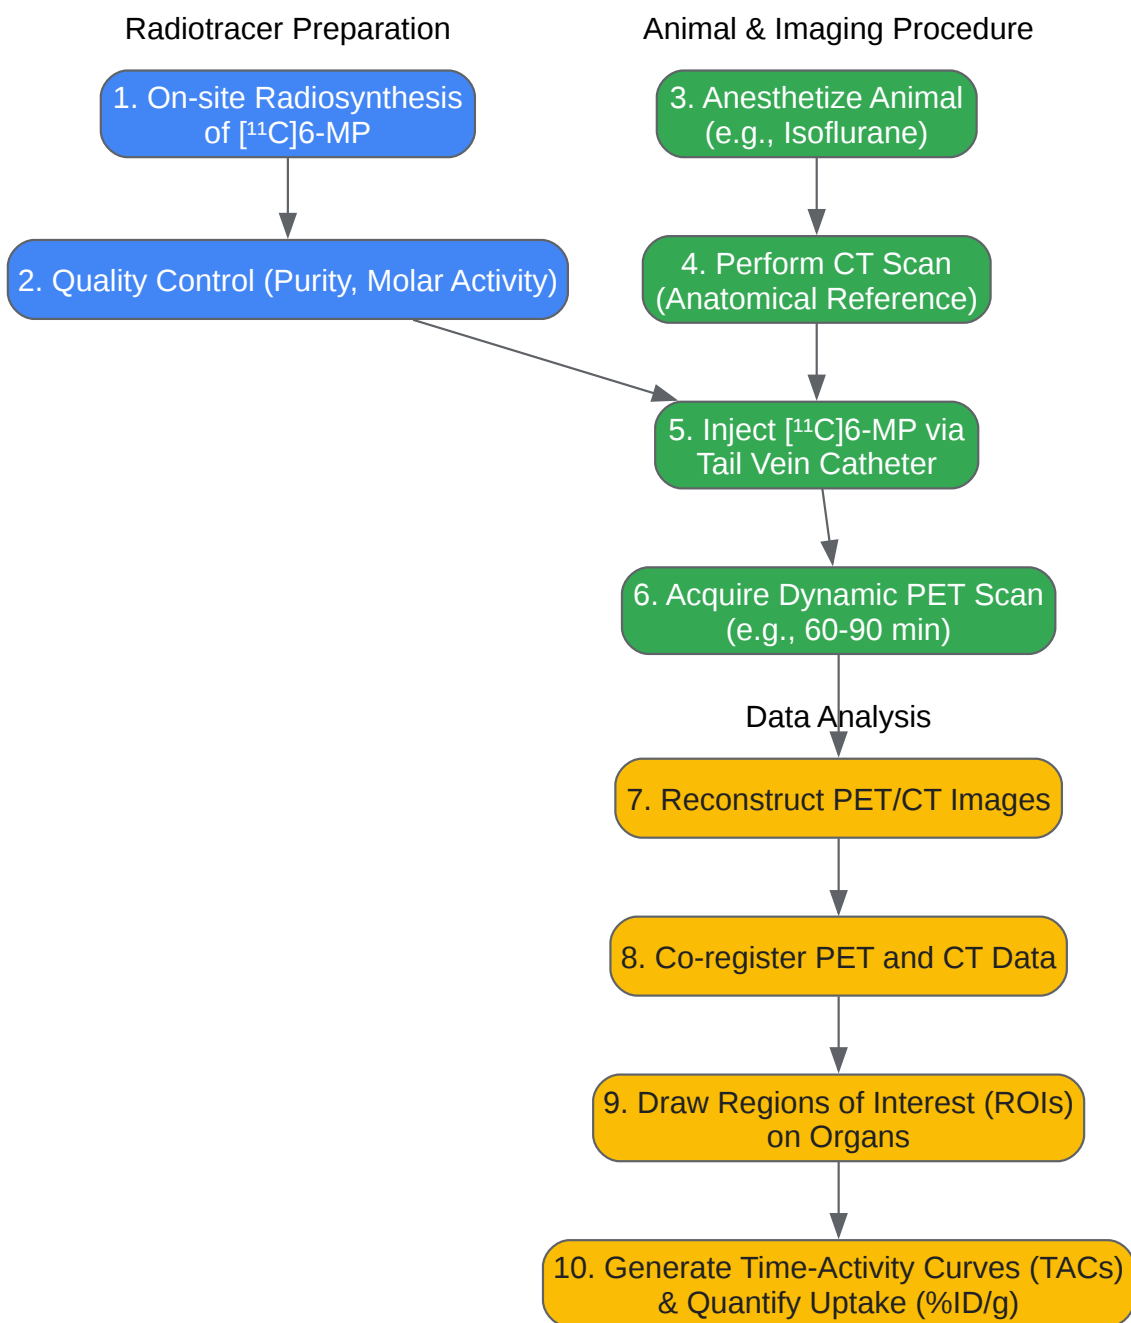 Radiotracer Preparation
1. On-site Radiosynthesis
of [¹¹C]6-MP
2. Quality Control (Purity, Molar Activity)
Animal & Imaging Procedure
3. Anesthetize Animal
(e.g., Isoflurane)
4. Perform CT Scan
(Anatomical Reference)
5. Inject [¹¹C]6-MP via
Tail Vein Catheter
6. Acquire Dynamic PET Scan
(e.g., 60-90 min)
Data Analysis
7. Reconstruct PET/CT Images
8. Co-register PET and CT Data
9. Draw Regions of Interest (ROIs)
on Organs
10. Generate Time-Activity Curves (TACs)
& Quantify Uptake (%ID/g)